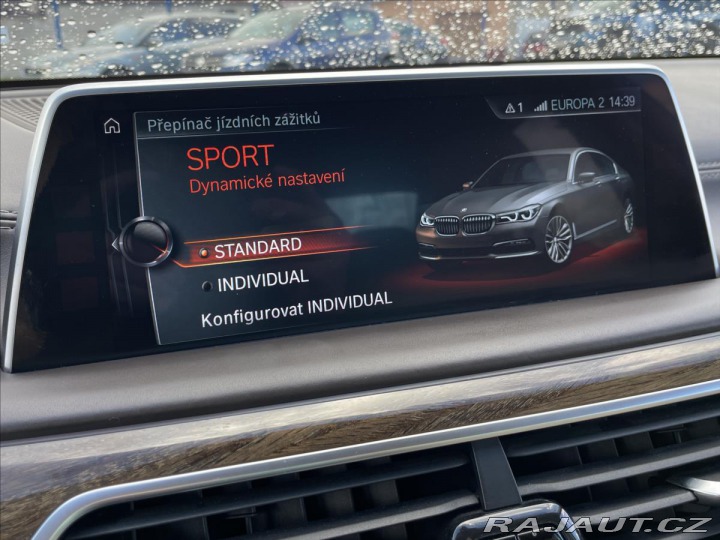 Přepínač jízdních zážitků
1 EUROPA 2 14:39
SPORT
Dynamické nastavení
STANDARD
INDIVIDUAL
Konfigurovat INDIVIDUAL
RAJAUT.CZ